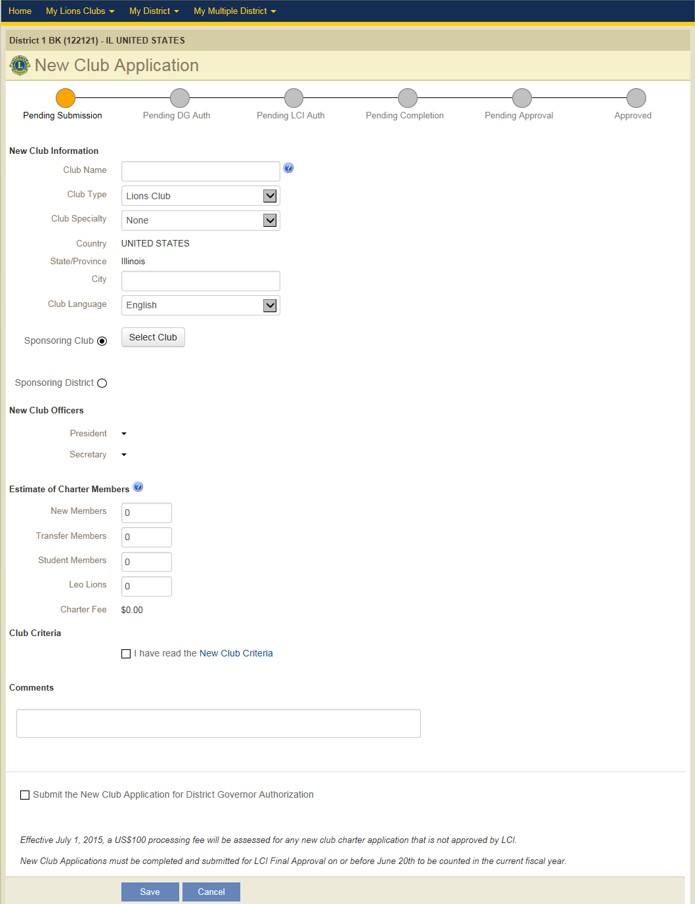 Home My Lions Clubs My District My Multiple District
District 1 BK (122121) - IL UNITED STATES
New Club Application
Pending Submission Pending DG Auth Pending LCI Auth Pending Completion Pending Approval Approved
New Club Information
Club Name
Club Type Lions Club
Club Specialty None
Country UNITED STATES
State/Province Illinois
City
Club Language English
Sponsoring Club Select Club
Sponsoring District
New Club Officers
President
Secretary
Estimate of Charter Members
New Members 0
Transfer Members 0
Student Members 0
Leo Lions 0
Charter Fee $0.00
Club Criteria
I have read the New Club Criteria
Comments
Submit the New Club Application for District Governor Authorization
Effective July 1, 2015, a US$100 processing fee will be assessed for any new club charter application that is not approved by LCI.
New Club Applications must be completed and submitted for LCI Final Approval on or before June 20th to be counted in the current fiscal year.
Save Cancel